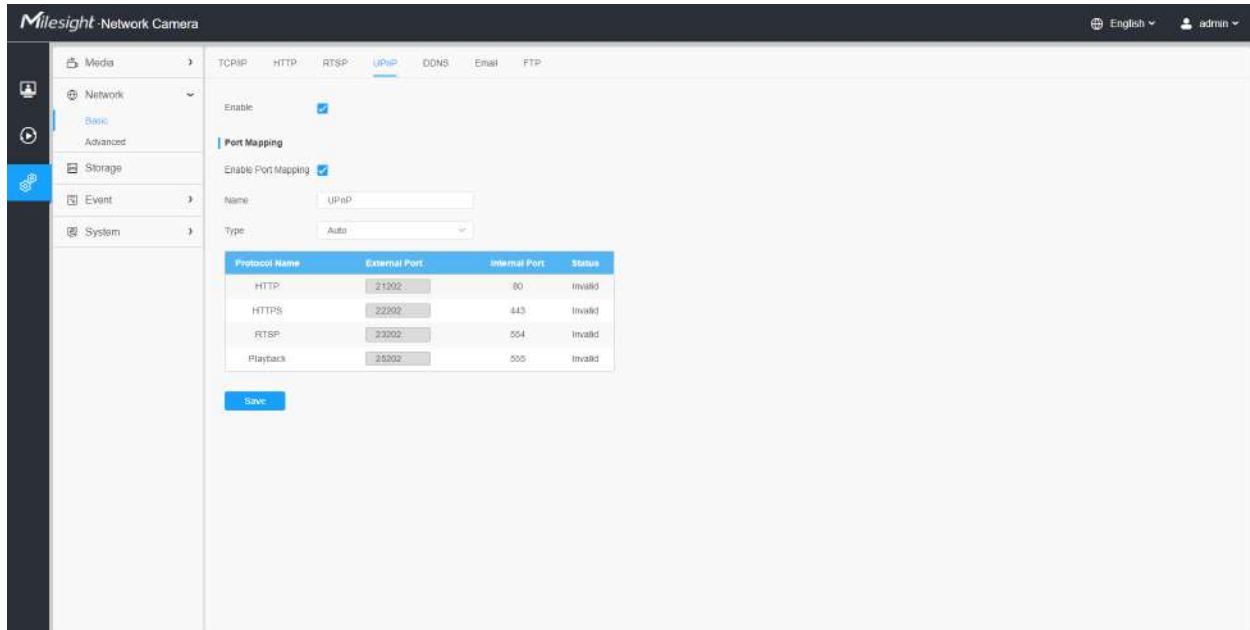 Milesight -Network Camera
English
admin
Media
Network
Basic
Advanced
Storage
Event
System
TCP/IP HTTP RTSP UPnP DDNS Email FTP
Enable
Port Mapping
Enable Port Mapping
Name UPnP
Type Auto
Protocol Name External Port Internal Port Status
HTTP 21202 80 Invalid
HTTPS 22202 443 Invalid
RTSP 23202 554 Invalid
Playback 25202 555 Invalid
Save